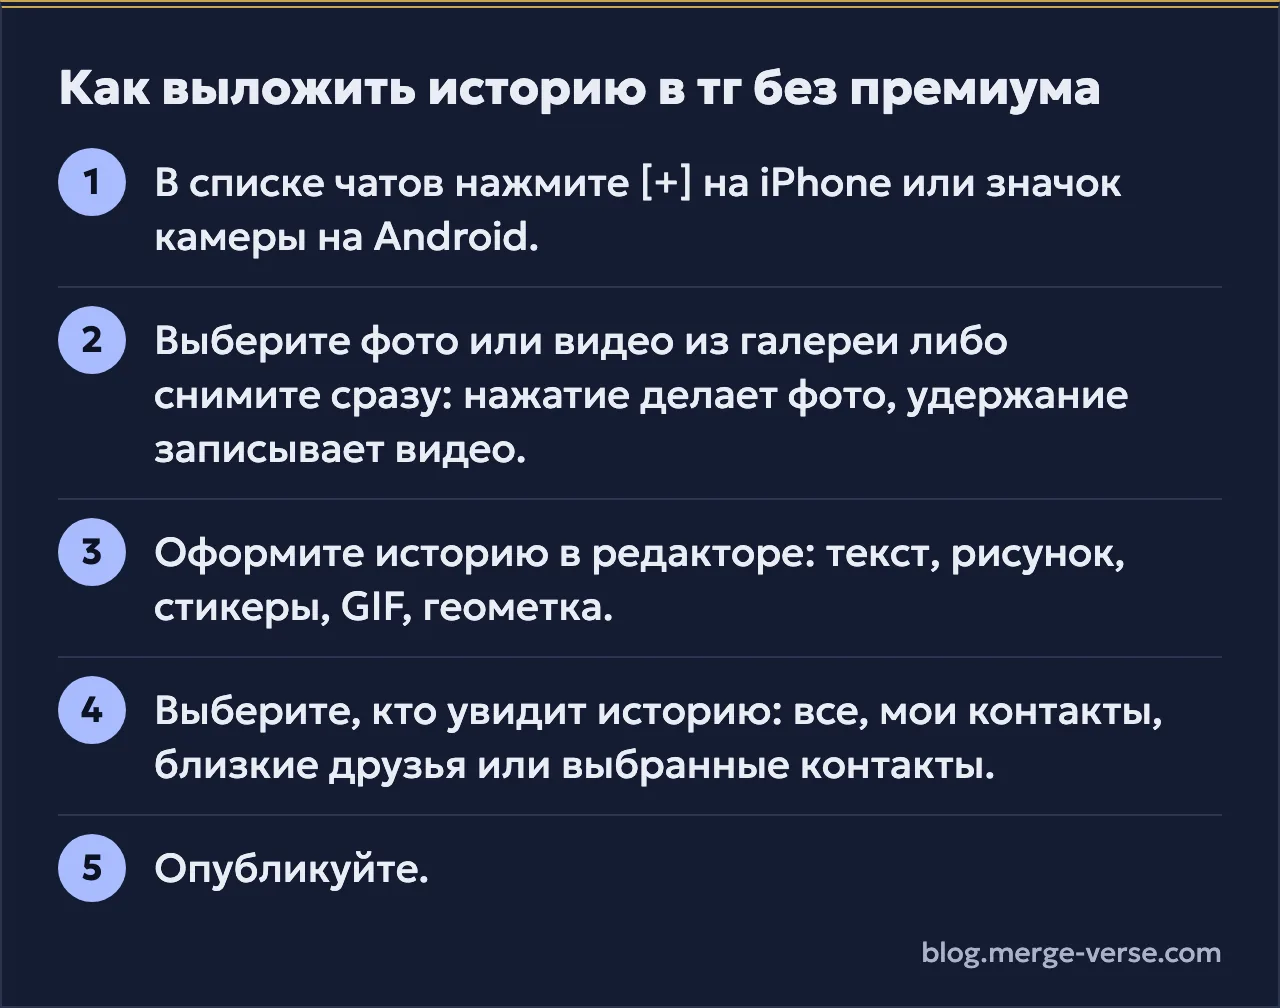 Как выложить историю в тг без премиума
1
В списке чатов нажмите [+] на iPhone или значок
камеры на Android.
2
Выберите фото или видео из галереи либо
снимите сразу: нажатие делает фото, удержание
записывает видео.
3
Оформите историю в редакторе: текст, рисунок,
стикеры, GIF, геометка.
4
Выберите, кто увидит историю: все, мои контакты,
близкие друзья или выбранные контакты.
5
Опубликуйте.
blog.merge-verse.com